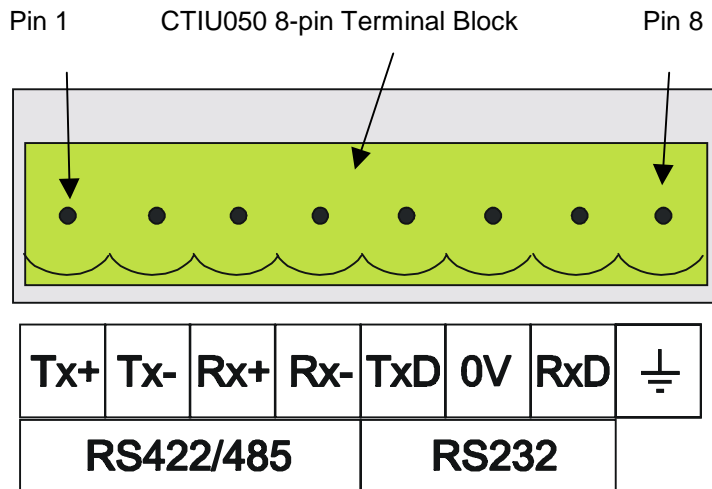 Pin 1 CTIU050 8-pin Terminal Block Pin 8
Tx+ Tx- Rx+ Rx- TxD 0V RxD
RS422/485 RS232